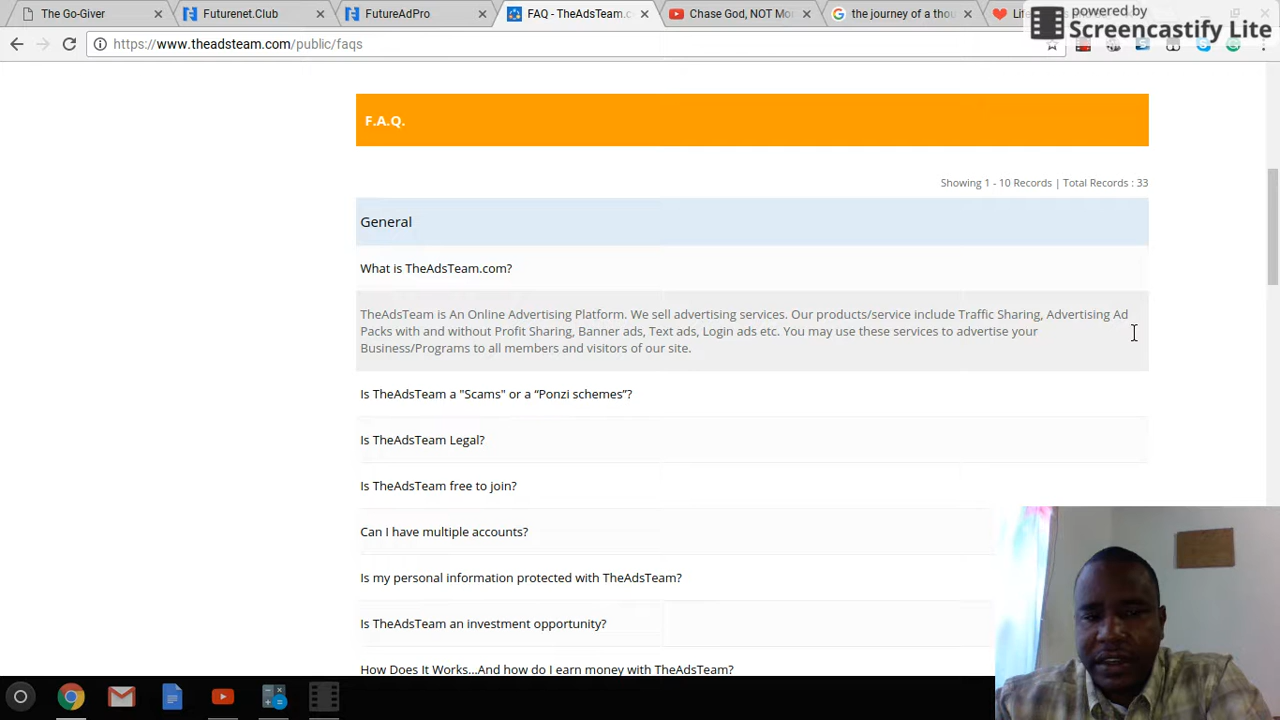 The Go-Giver
Futurenet.Club
FutureAdPro
FAQ - TheAdsTeam.c
Chase God, NOT Mo
the journey of a thou
powered by
Screencastify Lite
https://www.theadsteam.com/public/faqs
F.A.Q.
Showing 1 - 10 Records | Total Records : 33
General
What is TheAdsTeam.com?
TheAdsTeam is An Online Advertising Platform. We sell advertising services. Our products/service include Traffic Sharing, Advertising Ad
Packs with and without Profit Sharing, Banner ads, Text ads, Login ads etc. You may use these services to advertise your
Business/Programs to all members and visitors of our site.
Is TheAdsTeam a "Scams" or a “Ponzi schemes”?
Is TheAdsTeam Legal?
Is TheAdsTeam free to join?
Can I have multiple accounts?
Is my personal information protected with TheAdsTeam?
Is TheAdsTeam an investment opportunity?
How Does It Works...And how do I earn money with TheAdsTeam?